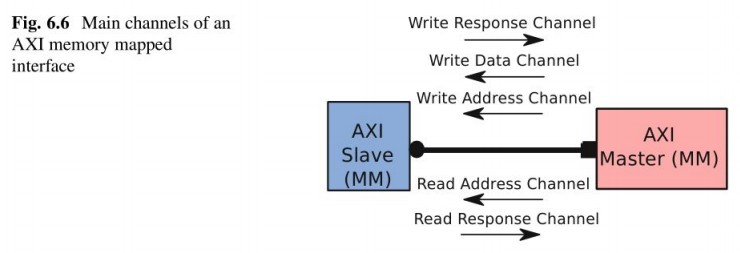 Fig. 6.6 Main channels of an
AXI memory mapped
interface
Write Response Channel
Write Data Channel
Write Address Channel
AXI
Slave
(MM)
AXI
Master (MM)
Read Address Channel
Read Response Channel